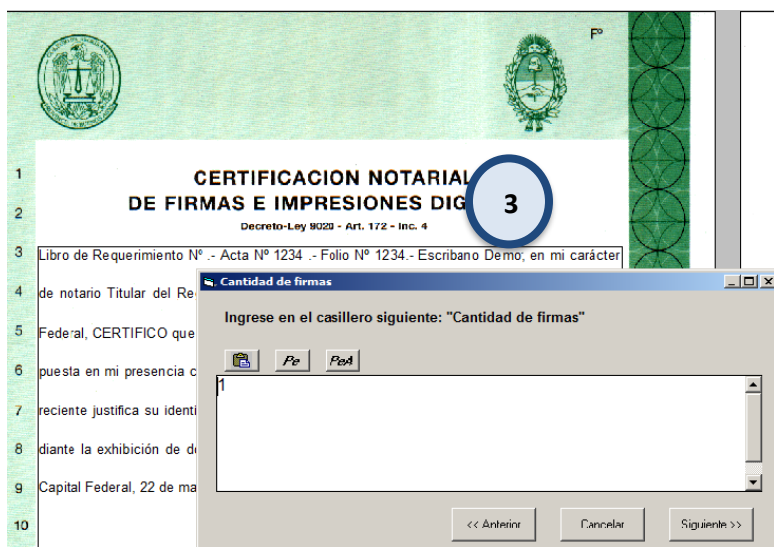 Fº
1 CERTIFICACION NOTARIAL
2 DE FIRMAS E IMPRESIONES DIG
3
Decreto-Ley 9020 - Art. 172 - Inc. 4
3 Libro de Requerimiento Nº .- Acta Nº 1234 .- Folio Nº 1234.- Escribano Demo, en mi carácter
4 de notario Titular del Re
5 Federal, CERTIFICO que
6 puesta en mi presencia c
7 reciente justifica su identi
8 diante la exhibición de d
9 Capital Federal, 22 de ma
10
Cantidad de firmas
Ingrese en el casillero siguiente: "Cantidad de firmas"
Pe PeA
1
<< Anterior Cancelar Siguiente >>